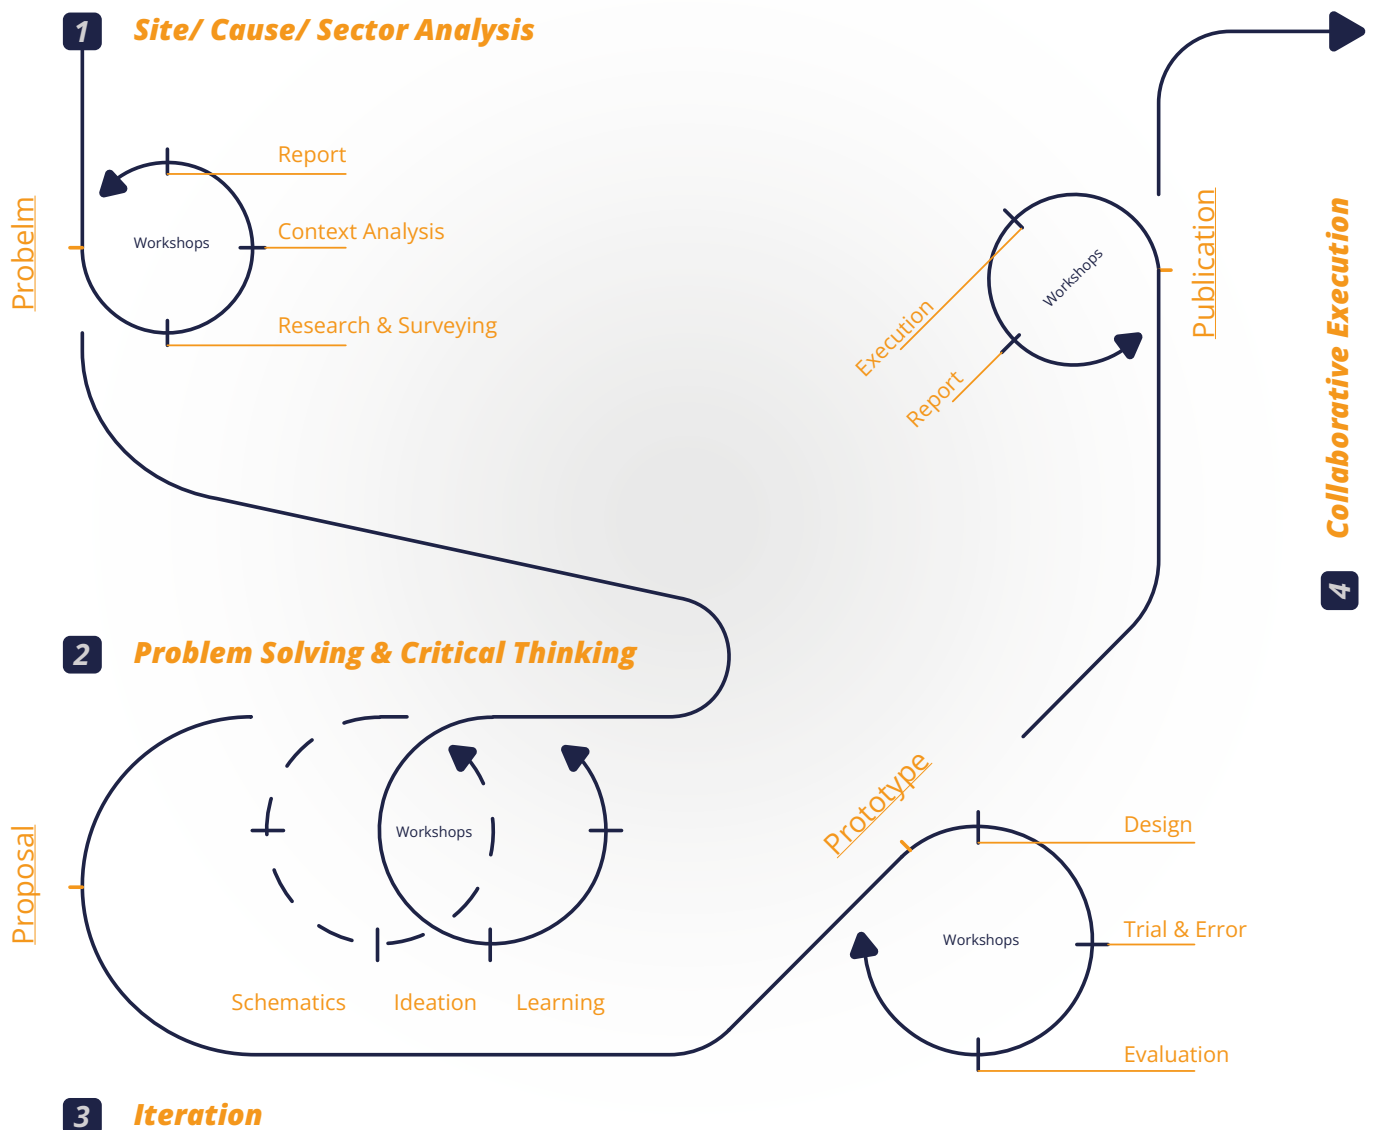 1
Site/ Cause/ Sector Analysis
Report
Context Analysis
Workshops
Probelm
Research & Surveying
2
Problem Solving & Critical Thinking
Workshops
Proposal
Schematics
Ideation
Learning
3
Iteration
Prototype
Design
Trial & Error
Workshops
Evaluation
4
Collaborative Execution
Publication
Workshops
Execution
Report